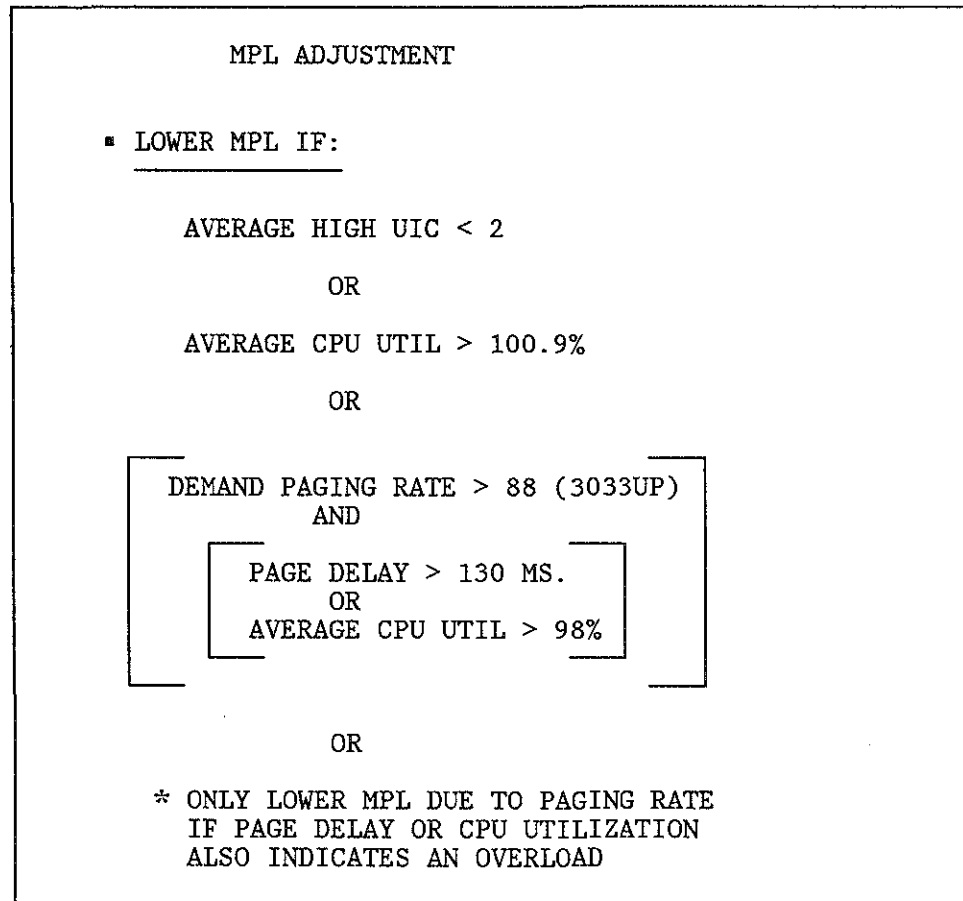 MPL ADJUSTMENT
▪ LOWER MPL IF:
AVERAGE HIGH UIC < 2
OR
AVERAGE CPU UTIL > 100.9%
OR
DEMAND PAGING RATE > 88 (3033UP)
AND
PAGE DELAY > 130 MS.
OR
AVERAGE CPU UTIL > 98%
OR
* ONLY LOWER MPL DUE TO PAGING RATE
IF PAGE DELAY OR CPU UTILIZATION
ALSO INDICATES AN OVERLOAD